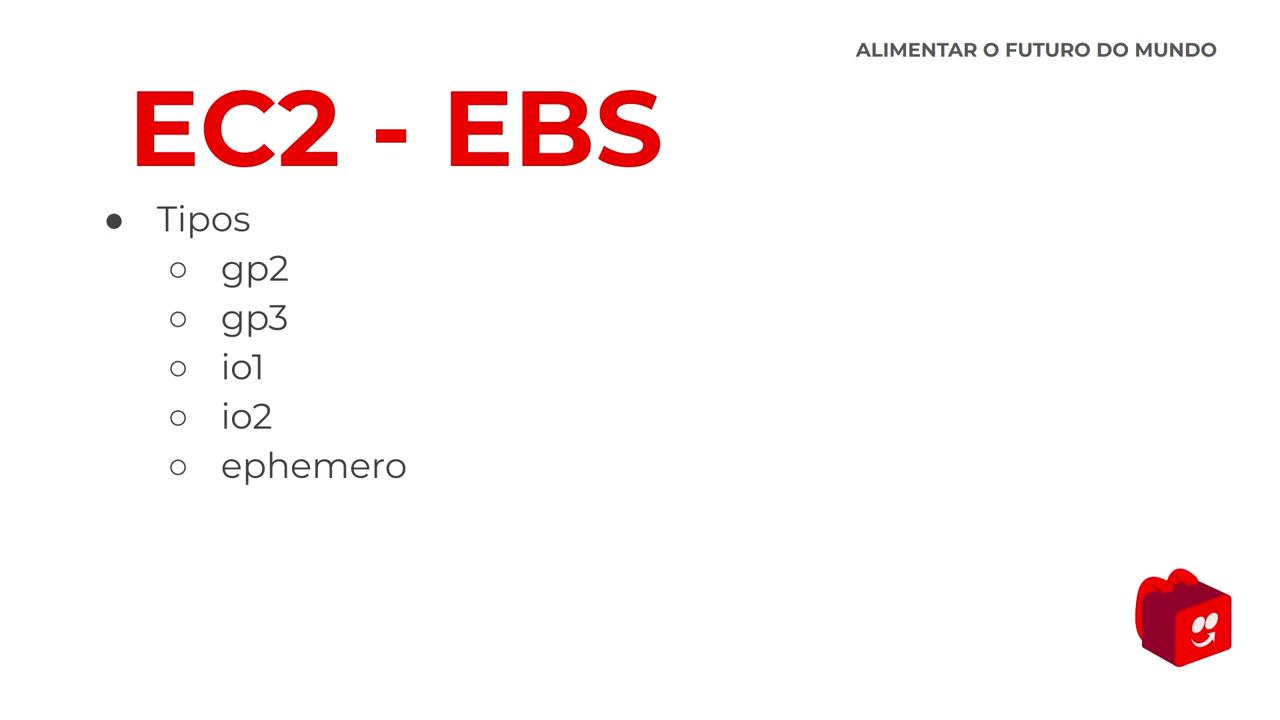 ALIMENTAR O FUTURO DO MUNDO
EC2 - EBS
● Tipos
○ gp2
○ gp3
○ io1
○ io2
○ ephemero